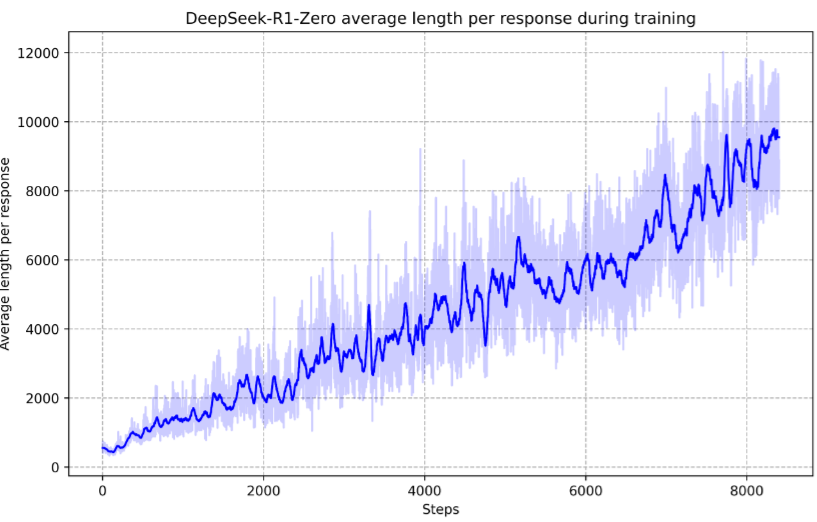 DeepSeek-R1-Zero average length per response during training
12000
10000
8000
6000
4000
2000
0
Average length per response
0 2000 4000 6000 8000
Steps